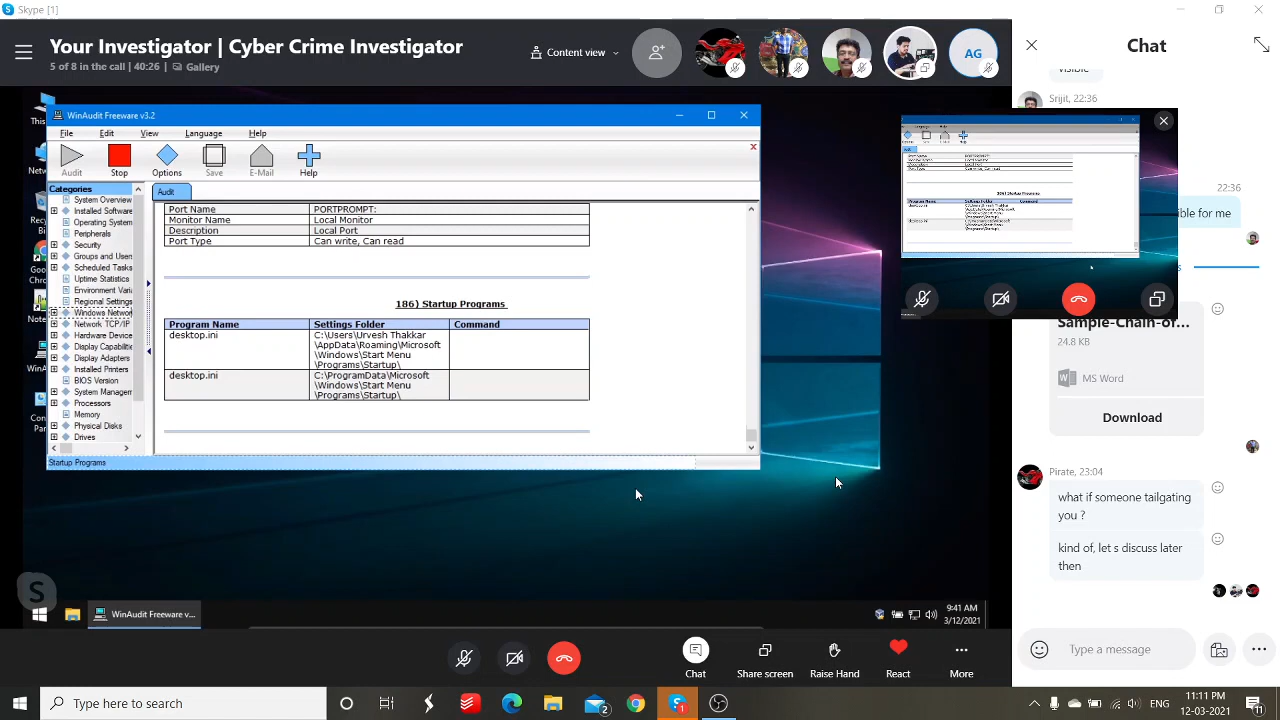 Skype [1]
Your Investigator | Cyber Crime Investigator
5 of 8 in the call | 40:26 | Gallery
Content view
AG
Chat
visible
Srijit, 22:36
22:36
ible for me
s
Sample-Chain-of...
24.8 KB
MS Word
Download
Pirate, 23:04
what if someone tailgating
you ?
kind of, let s discuss later
then
Type a message
WinAudit Freeware v3.2
File Edit View Language Help
Audit Stop Options Save E-Mail Help
Categories
System Overview
Installed Software
Operating System
Peripherals
Security
Groups and Users
Scheduled Tasks
Uptime Statistics
Environment Varia
Regional Settings
Windows Network
Network TCP/IP
Hardware Device
Display Capabilitie
Display Adapters
Installed Printers
BIOS Version
System Managem
Processors
Memory
Physical Disks
Drives
Audit
Port Name PORTPROMPT:
Monitor Name Local Monitor
Description Local Port
Port Type Can write, Can read
186) Startup Programs
Program Name Settings Folder Command
desktop.ini C:\Users\Urvesh Thakkar
\AppData\Roaming\Microsoft
\Windows\Start Menu
\Programs\Startup\
desktop.ini C:\ProgramData\Microsoft
\Windows\Start Menu
\Programs\Startup\
Startup Programs
This
WinAudit Freeware v...
9:41 AM
3/12/2021
Chat Share screen Raise Hand React More
Type here to search
2
1
ENG
11:11 PM
12-03-2021
11